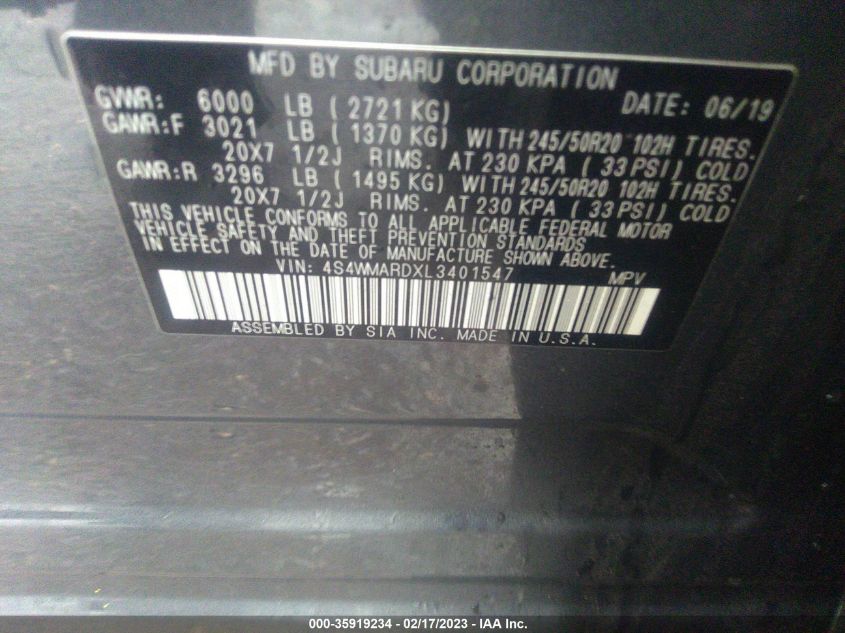 MFD BY SUBARU CORPORATION
GVWR: 6000 LB ( 2721 KG) DATE: 06/19
GAWR:F 3021 LB ( 1370 KG) WITH 245/50R20 102H TIRES.
20X7 1/2J RIMS. AT 230 KPA ( 33 PSI) COLD
GAWR:R 3296 LB ( 1495 KG) WITH 245/50R20 102H TIRES.
20X7 1/2J RIMS. AT 230 KPA ( 33 PSI) COLD
THIS VEHICLE CONFORMS TO ALL APPLICABLE FEDERAL MOTOR
VEHICLE SAFETY AND THEFT PREVENTION STANDARDS
IN EFFECT ON THE DATE OF MANUFACTURE SHOWN ABOVE.
VIN: 4S4WMARDXL3401547 MPV
ASSEMBLED BY SIA INC. MADE IN U.S.A.
000-35919234 - 02/17/2023 - IAA Inc.